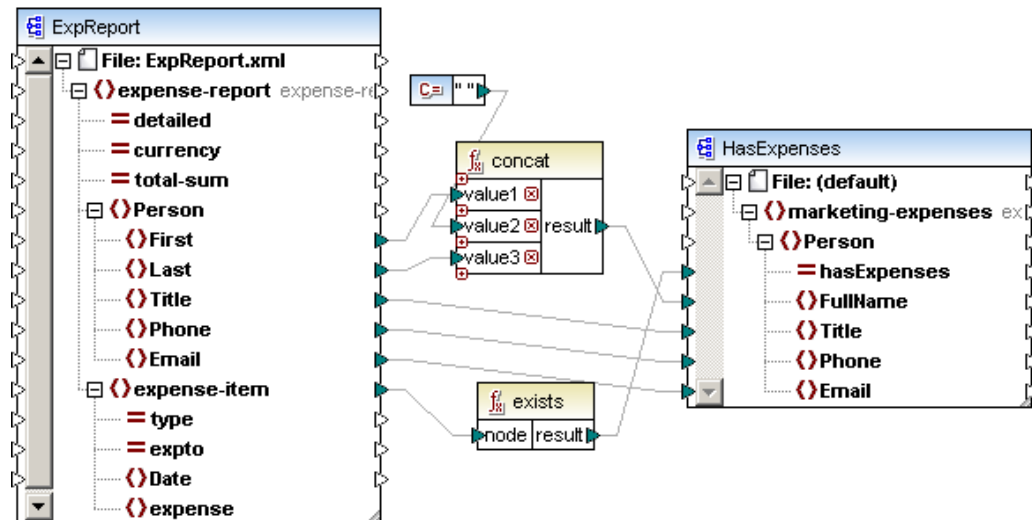 ExpReport
File: ExpReport.xml
expense-report expense-re
detailed
currency
total-sum
Person
First
Last
Title
Phone
Email
expense-item
type
expto
Date
expense
C= " "
fx concat
value1
value2 result
value3
fx exists
node result
HasExpenses
File: (default)
marketing-expenses ex
Person
hasExpenses
FullName
Title
Phone
Email